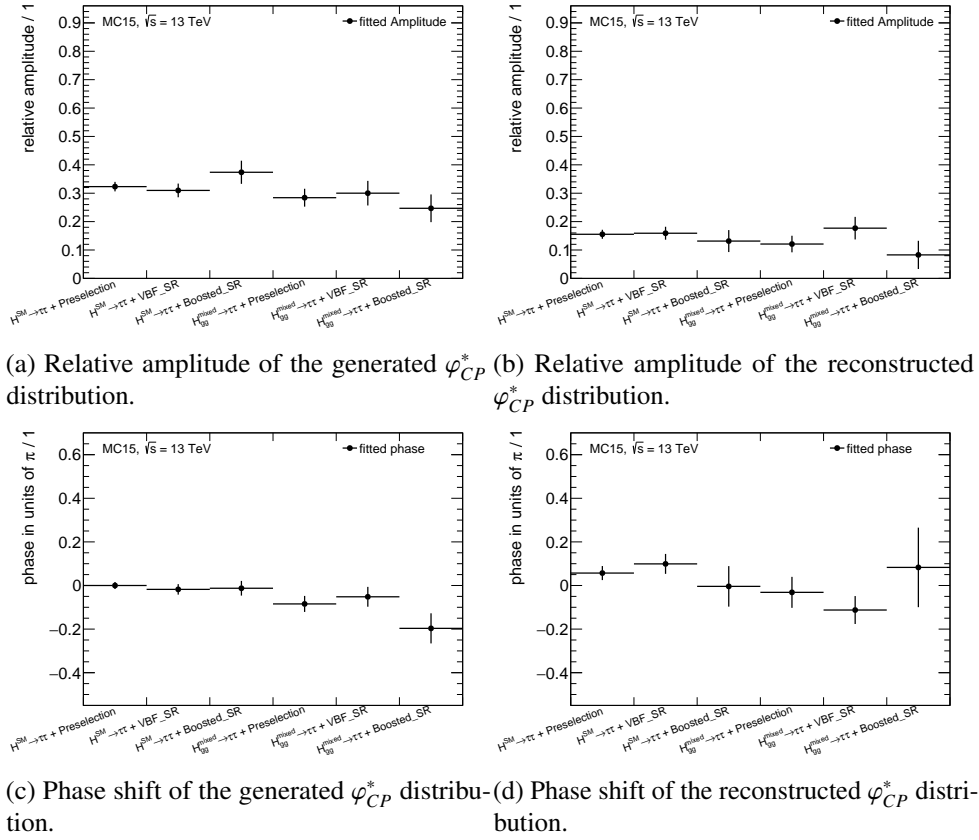 MC15, √s = 13 TeV
fitted Amplitude
relative amplitude / 1
0.9
0.8
0.7
0.6
0.5
0.4
0.3
0.2
0.1
0
H^SM→ττ + Preselection
H^SM→ττ + VBF_SR
H^SM→ττ + Boosted_SR
H_gg^mixed→ττ + Preselection
H_gg^mixed→ττ + VBF_SR
H_gg^mixed→ττ + Boosted_SR
(a) Relative amplitude of the generated φ*_CP
distribution.
MC15, √s = 13 TeV
fitted Amplitude
relative amplitude / 1
0.9
0.8
0.7
0.6
0.5
0.4
0.3
0.2
0.1
0
H^SM→ττ + Preselection
H^SM→ττ + VBF_SR
H^SM→ττ + Boosted_SR
H_gg^mixed→ττ + Preselection
H_gg^mixed→ττ + VBF_SR
H_gg^mixed→ττ + Boosted_SR
(b) Relative amplitude of the reconstructed
φ*_CP distribution.
MC15, √s = 13 TeV
fitted phase
phase in units of π / 1
0.6
0.4
0.2
0
−0.2
−0.4
H^SM→ττ + Preselection
H^SM→ττ + VBF_SR
H^SM→ττ + Boosted_SR
H_gg^mixed→ττ + Preselection
H_gg^mixed→ττ + VBF_SR
H_gg^mixed→ττ + Boosted_SR
(c) Phase shift of the generated φ*_CP distribu-
tion.
MC15, √s = 13 TeV
fitted phase
phase in units of π / 1
0.6
0.4
0.2
0
−0.2
−0.4
H^SM→ττ + Preselection
H^SM→ττ + VBF_SR
H^SM→ττ + Boosted_SR
H_gg^mixed→ττ + Preselection
H_gg^mixed→ττ + VBF_SR
H_gg^mixed→ττ + Boosted_SR
(d) Phase shift of the reconstructed φ*_CP distri-
bution.